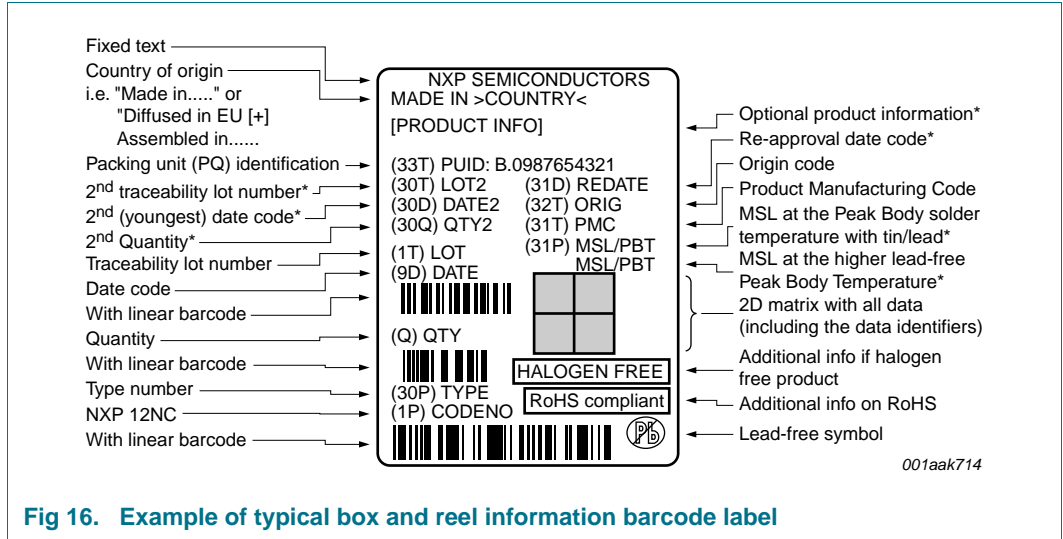 Fixed text
Country of origin
i.e. "Made in....." or
"Diffused in EU [+]
Assembled in......
Packing unit (PQ) identification
2nd traceability lot number*
2nd (youngest) date code*
2nd Quantity*
Traceability lot number
Date code
With linear barcode
Quantity
With linear barcode
Type number
NXP 12NC
With linear barcode
NXP SEMICONDUCTORS
MADE IN >COUNTRY<
[PRODUCT INFO]
(33T) PUID: B.0987654321
(30T) LOT2 (31D) REDATE
(30D) DATE2 (32T) ORIG
(30Q) QTY2 (31T) PMC
(31P) MSL/PBT
(1T) LOT MSL/PBT
(9D) DATE
(Q) QTY
HALOGEN FREE
(30P) TYPE
RoHS compliant
(1P) CODENO
Pb
Optional product information*
Re-approval date code*
Origin code
Product Manufacturing Code
MSL at the Peak Body solder
temperature with tin/lead*
MSL at the higher lead-free
Peak Body Temperature*
2D matrix with all data
(including the data identifiers)
Additional info if halogen
free product
Additional info on RoHS
Lead-free symbol
001aak714
Fig 16. Example of typical box and reel information barcode label